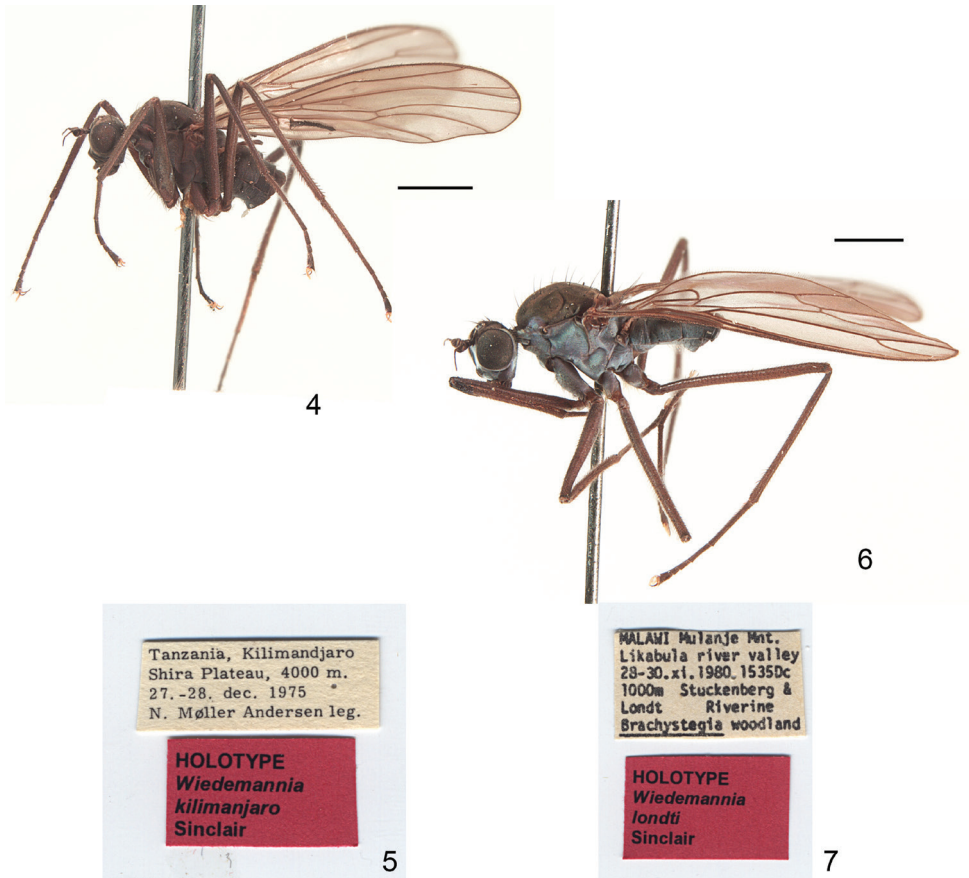 4
6
Tanzania, Kilimandjaro
Shira Plateau, 4000 m.
27.-28. dec. 1975
N. Møller Andersen leg.
HOLOTYPE
Wiedemannia
kilimanjaro
Sinclair
5
MALAWI Mulanje Mnt.
Likabula river valley
28-30.xi.1980 1535Dc
1000m Stuckenberg &
Londt Riverine
Brachystegia woodland
HOLOTYPE
Wiedemannia
londti
Sinclair
7